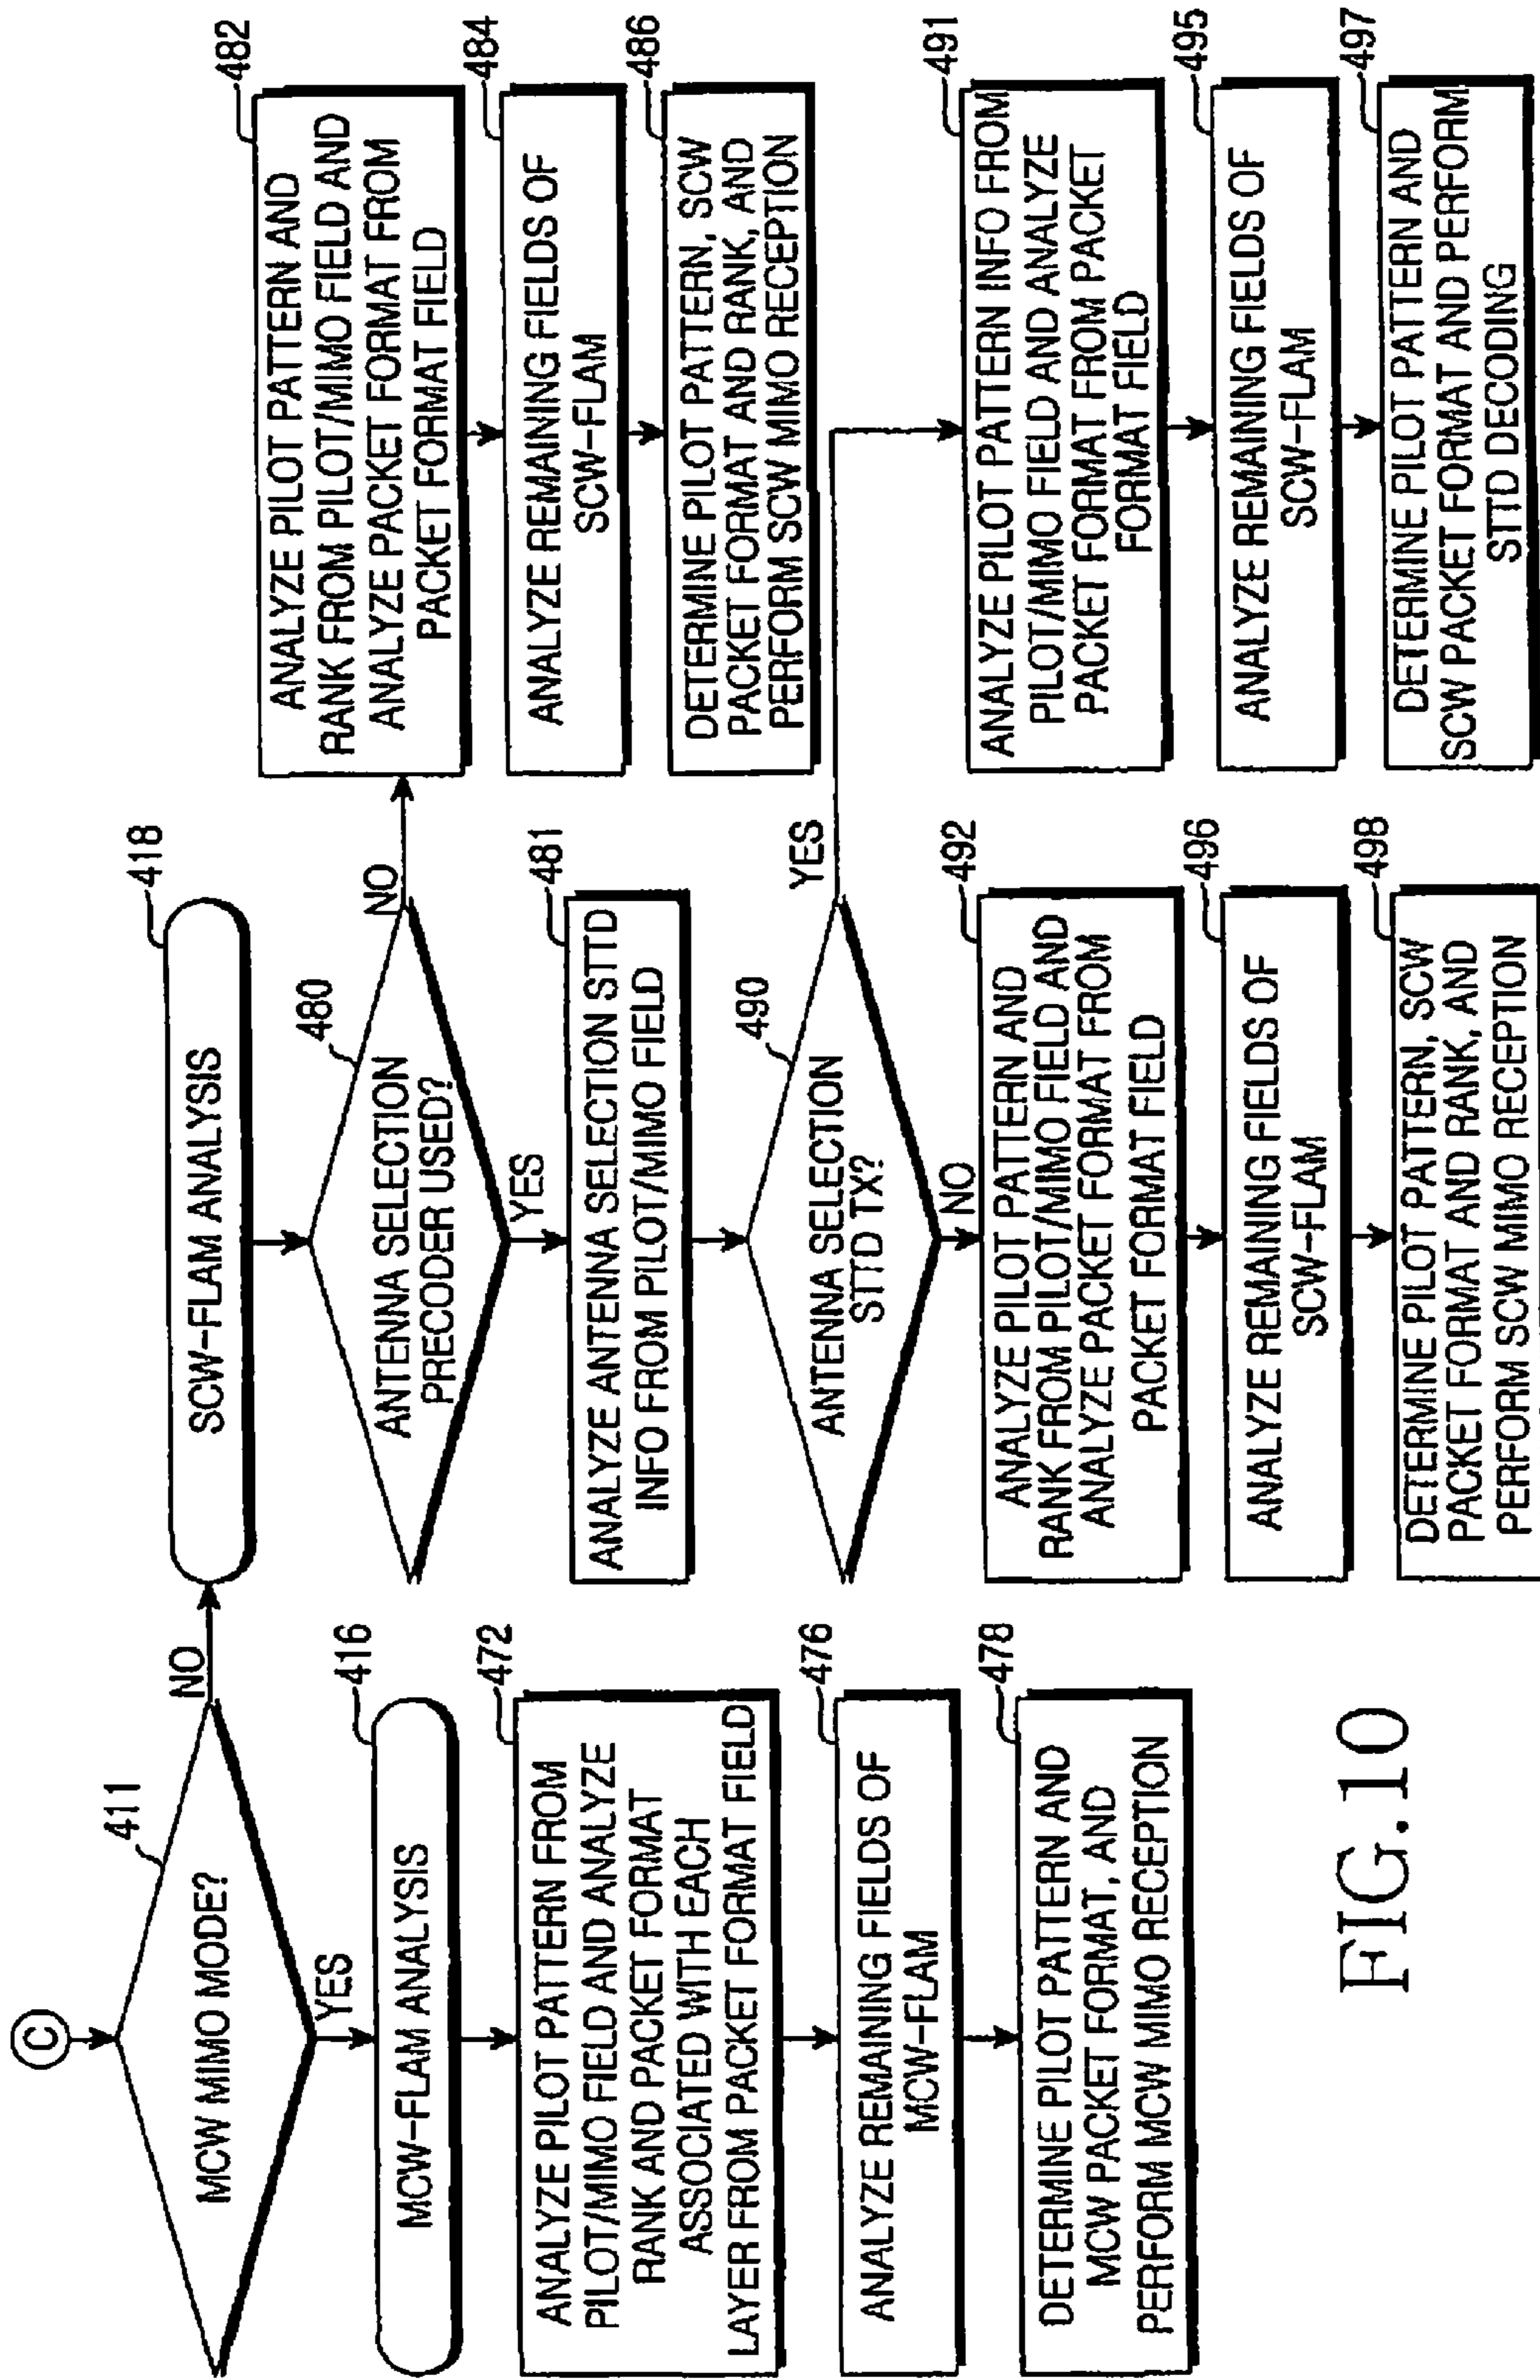 C
411
MCW MIMO MODE?
NO
YES
416
MCW-FLAM ANALYSIS
472
ANALYZE PILOT PATTERN FROM
PILOT/MIMO FIELD AND ANALYZE
RANK AND PACKET FORMAT
ASSOCIATED WITH EACH
LAYER FROM PACKET FORMAT FIELD
476
ANALYZE REMAINING FIELDS OF
MCW-FLAM
478
DETERMINE PILOT PATTERN AND
MCW PACKET FORMAT, AND
PERFORM MCW MIMO RECEPTION
418
SCW-FLAM ANALYSIS
480
ANTENNA SELECTION
PRECODER USED?
NO
YES
481
ANALYZE ANTENNA SELECTION STTD
INFO FROM PILOT/MIMO FIELD
490
ANTENNA SELECTION
STTD TX?
YES
NO
492
ANALYZE PILOT PATTERN AND
RANK FROM PILOT/MIMO FIELD AND
ANALYZE PACKET FORMAT FROM
PACKET FORMAT FIELD
496
ANALYZE REMAINING FIELDS OF
SCW-FLAM
498
DETERMINE PILOT PATTERN, SCW
PACKET FORMAT AND RANK, AND
PERFORM SCW MIMO RECEPTION
482
ANALYZE PILOT PATTERN AND
RANK FROM PILOT/MIMO FIELD AND
ANALYZE PACKET FORMAT FROM
PACKET FORMAT FIELD
484
ANALYZE REMAINING FIELDS OF
SCW-FLAM
486
DETERMINE PILOT PATTERN, SCW
PACKET FORMAT AND RANK, AND
PERFORM SCW MIMO RECEPTION
491
ANALYZE PILOT PATTERN INFO FROM
PILOT/MIMO FIELD AND ANALYZE
PACKET FORMAT FROM PACKET
FORMAT FIELD
495
ANALYZE REMAINING FIELDS OF
SCW-FLAM
497
DETERMINE PILOT PATTERN AND
SCW PACKET FORMAT AND PERFORM
STTD DECODING
FIG.10